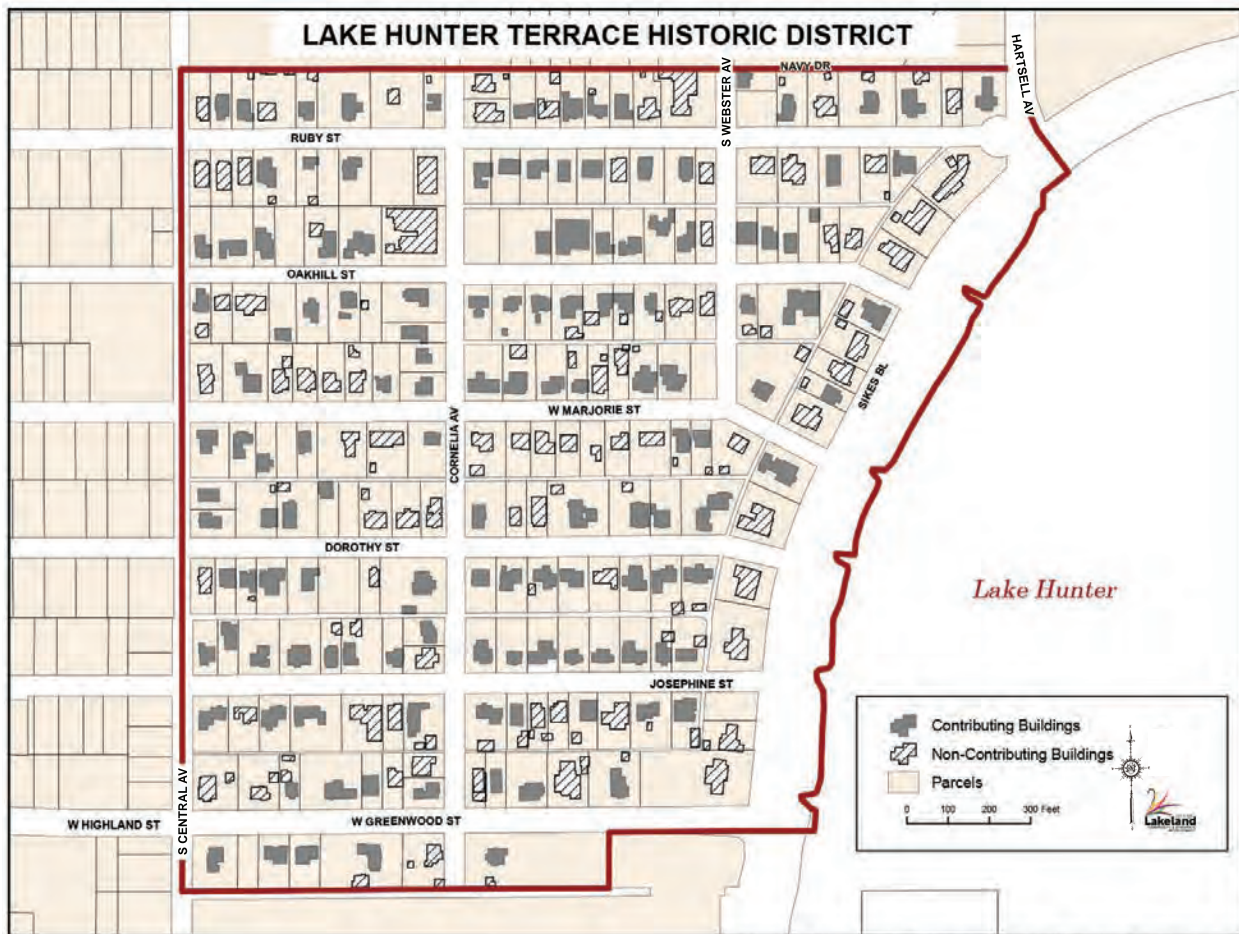 LAKE HUNTER TERRACE HISTORIC DISTRICT
NAVY DR
HARTSELL AV
S WEBSTER AV
RUBY ST
OAKHILL ST
SIKES BL
W MARJORIE ST
CORNELIA AV
DOROTHY ST
Lake Hunter
JOSEPHINE ST
S CENTRAL AV
W HIGHLAND ST
W GREENWOOD ST
Contributing Buildings
Non-Contributing Buildings
Parcels
0 100 200 300 Feet
Lakeland